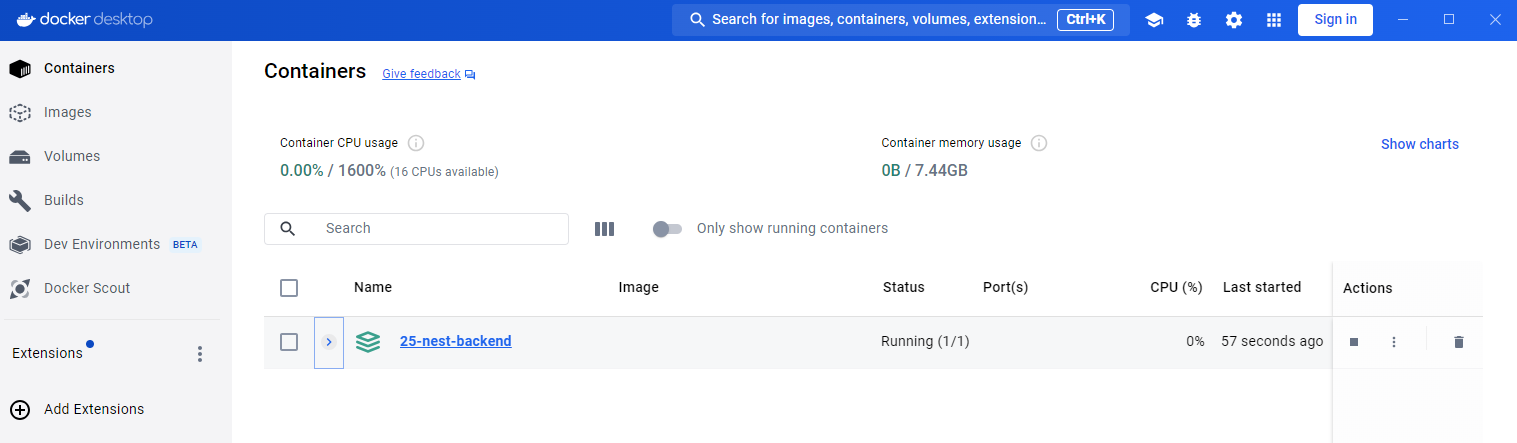 docker desktop
Search for images, containers, volumes, extension... Ctrl+K
Sign in
Containers
Images
Volumes
Builds
Dev Environments BETA
Docker Scout
Extensions
Add Extensions
Containers Give feedback
Container CPU usage
0.00% / 1600% (16 CPUs available)
Container memory usage
0B / 7.44GB
Show charts
Search
Only show running containers
Name Image Status Port(s) CPU (%) Last started Actions
25-nest-backend Running (1/1) 0% 57 seconds ago